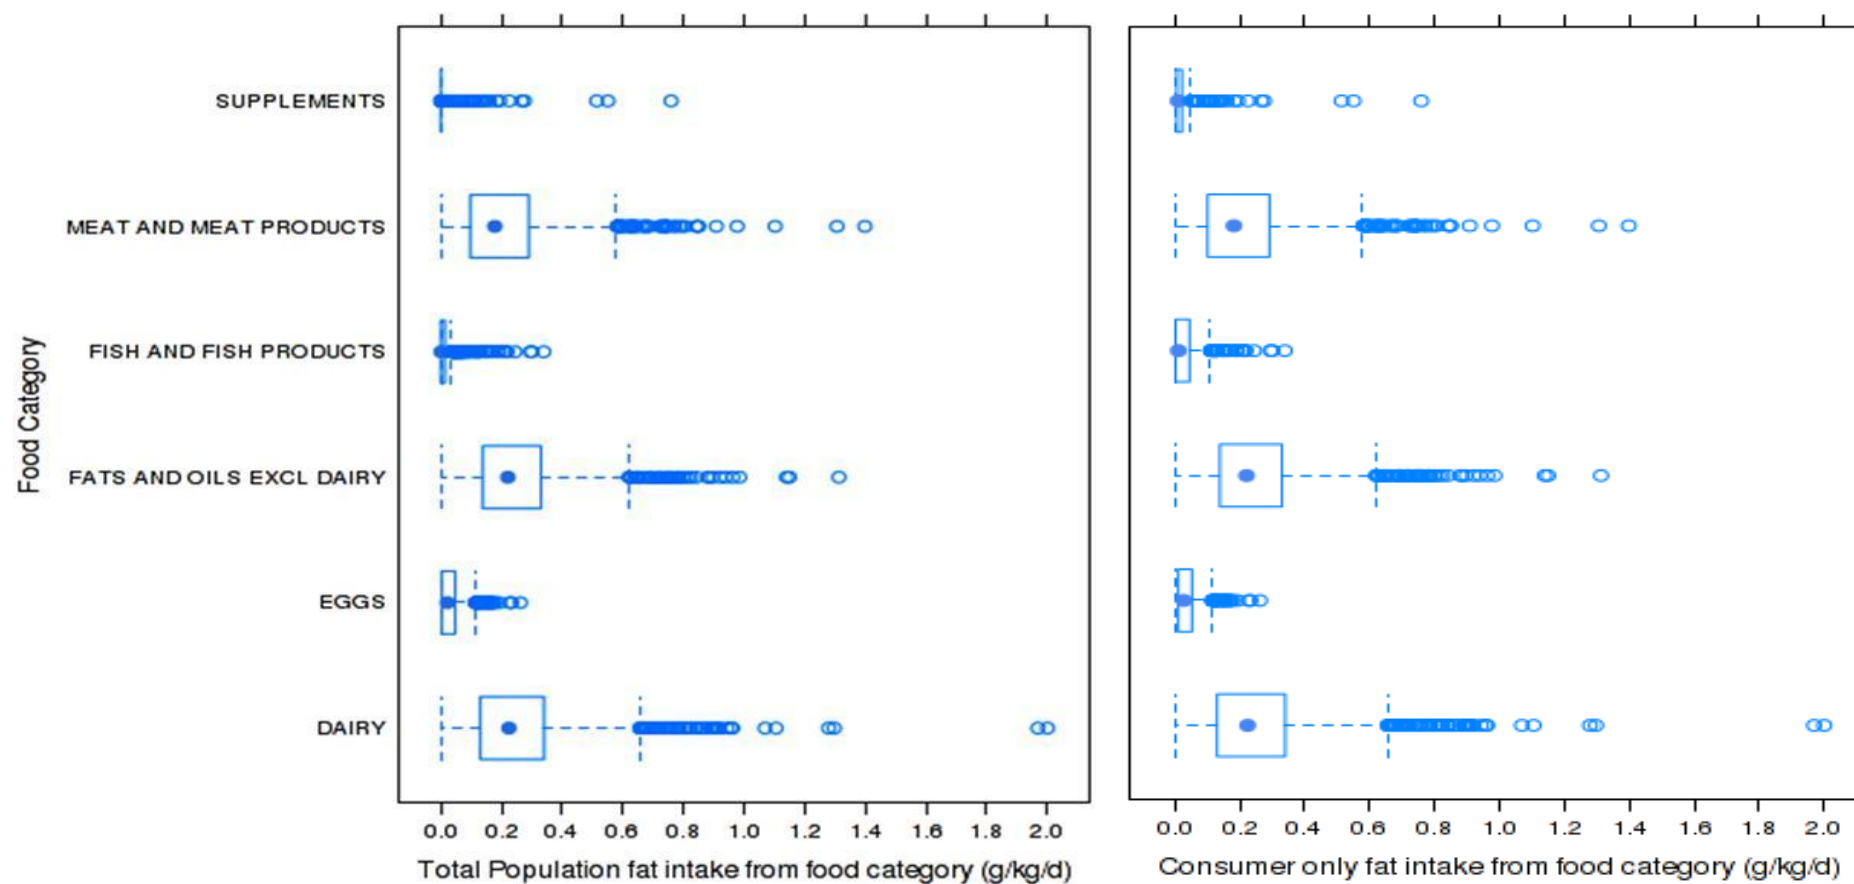 SUPPLEMENTS
MEAT AND MEAT PRODUCTS
FISH AND FISH PRODUCTS
FATS AND OILS EXCL DAIRY
EGGS
DAIRY
Food Category
0.0 0.2 0.4 0.6 0.8 1.0 1.2 1.4 1.6 1.8 2.0
Total Population fat intake from food category (g/kg/d)
0.0 0.2 0.4 0.6 0.8 1.0 1.2 1.4 1.6 1.8 2.0
Consumer only fat intake from food category (g/kg/d)